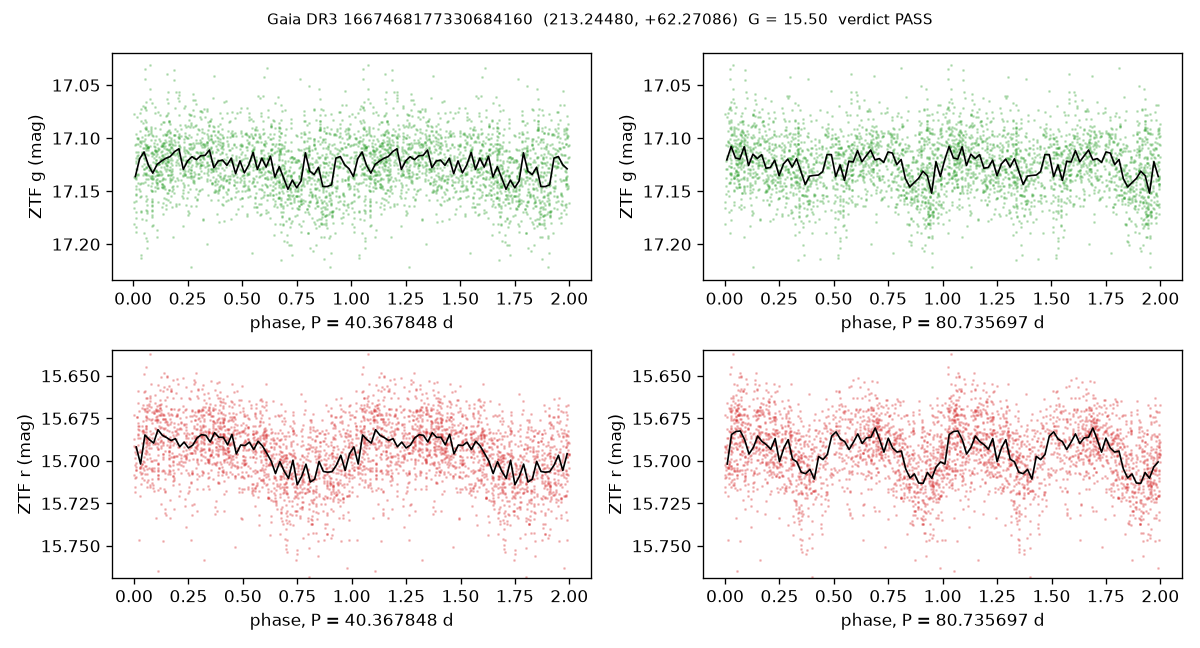 Gaia DR3 1667468177330684160  (213.24480, +62.27086)  G = 15.50  verdict PASS
ZTF g (mag)
17.05
17.10
17.15
17.20
0.00 0.25 0.50 0.75 1.00 1.25 1.50 1.75 2.00
phase, P = 40.367848 d
ZTF g (mag)
17.05
17.10
17.15
17.20
0.00 0.25 0.50 0.75 1.00 1.25 1.50 1.75 2.00
phase, P = 80.735697 d
ZTF r (mag)
15.650
15.675
15.700
15.725
15.750
0.00 0.25 0.50 0.75 1.00 1.25 1.50 1.75 2.00
phase, P = 40.367848 d
ZTF r (mag)
15.650
15.675
15.700
15.725
15.750
0.00 0.25 0.50 0.75 1.00 1.25 1.50 1.75 2.00
phase, P = 80.735697 d